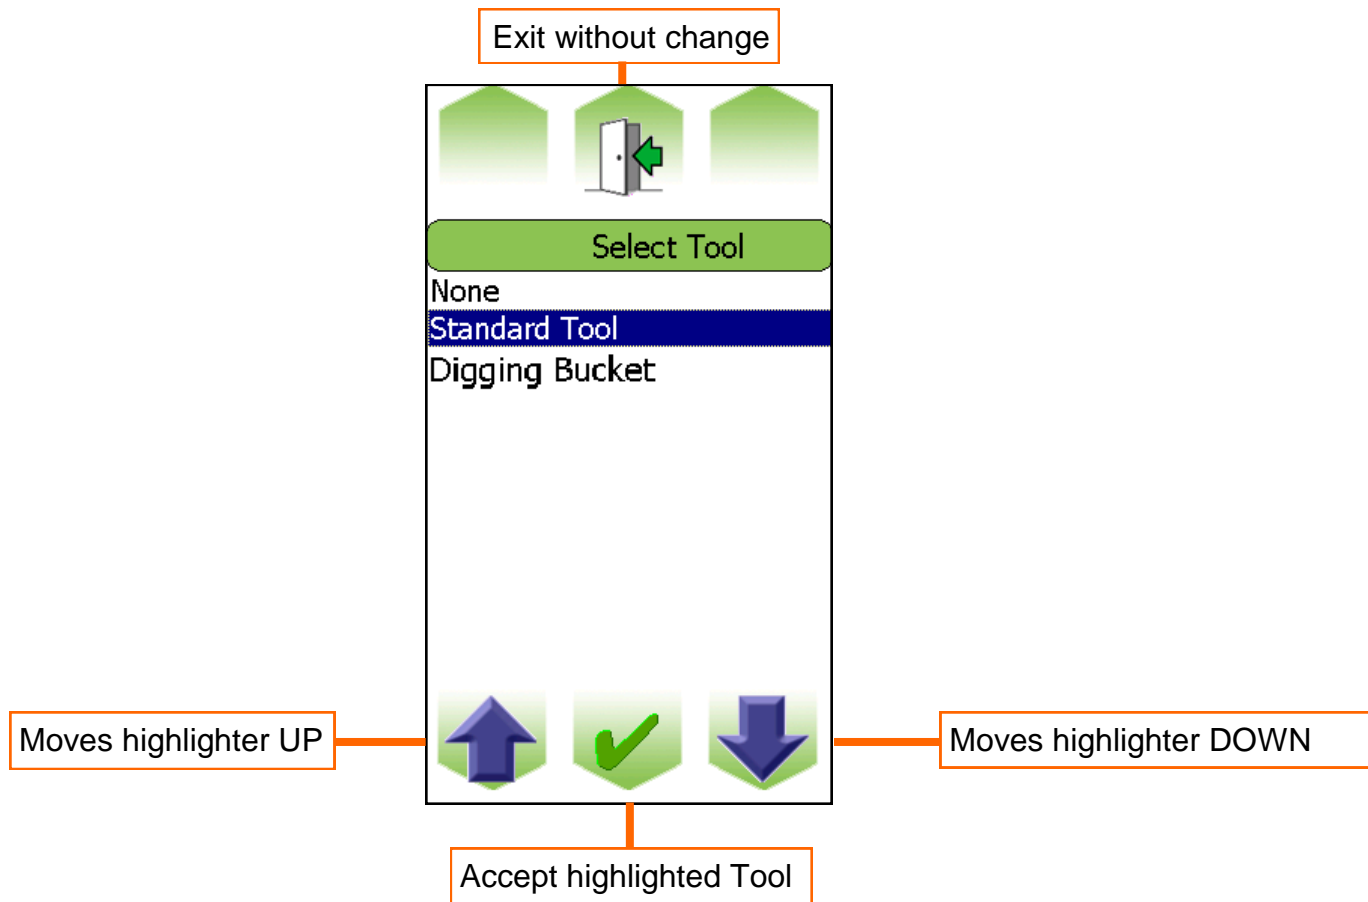 Exit without change
Select Tool
None
Standard Tool
Digging Bucket
Moves highlighter UP
Moves highlighter DOWN
Accept highlighted Tool